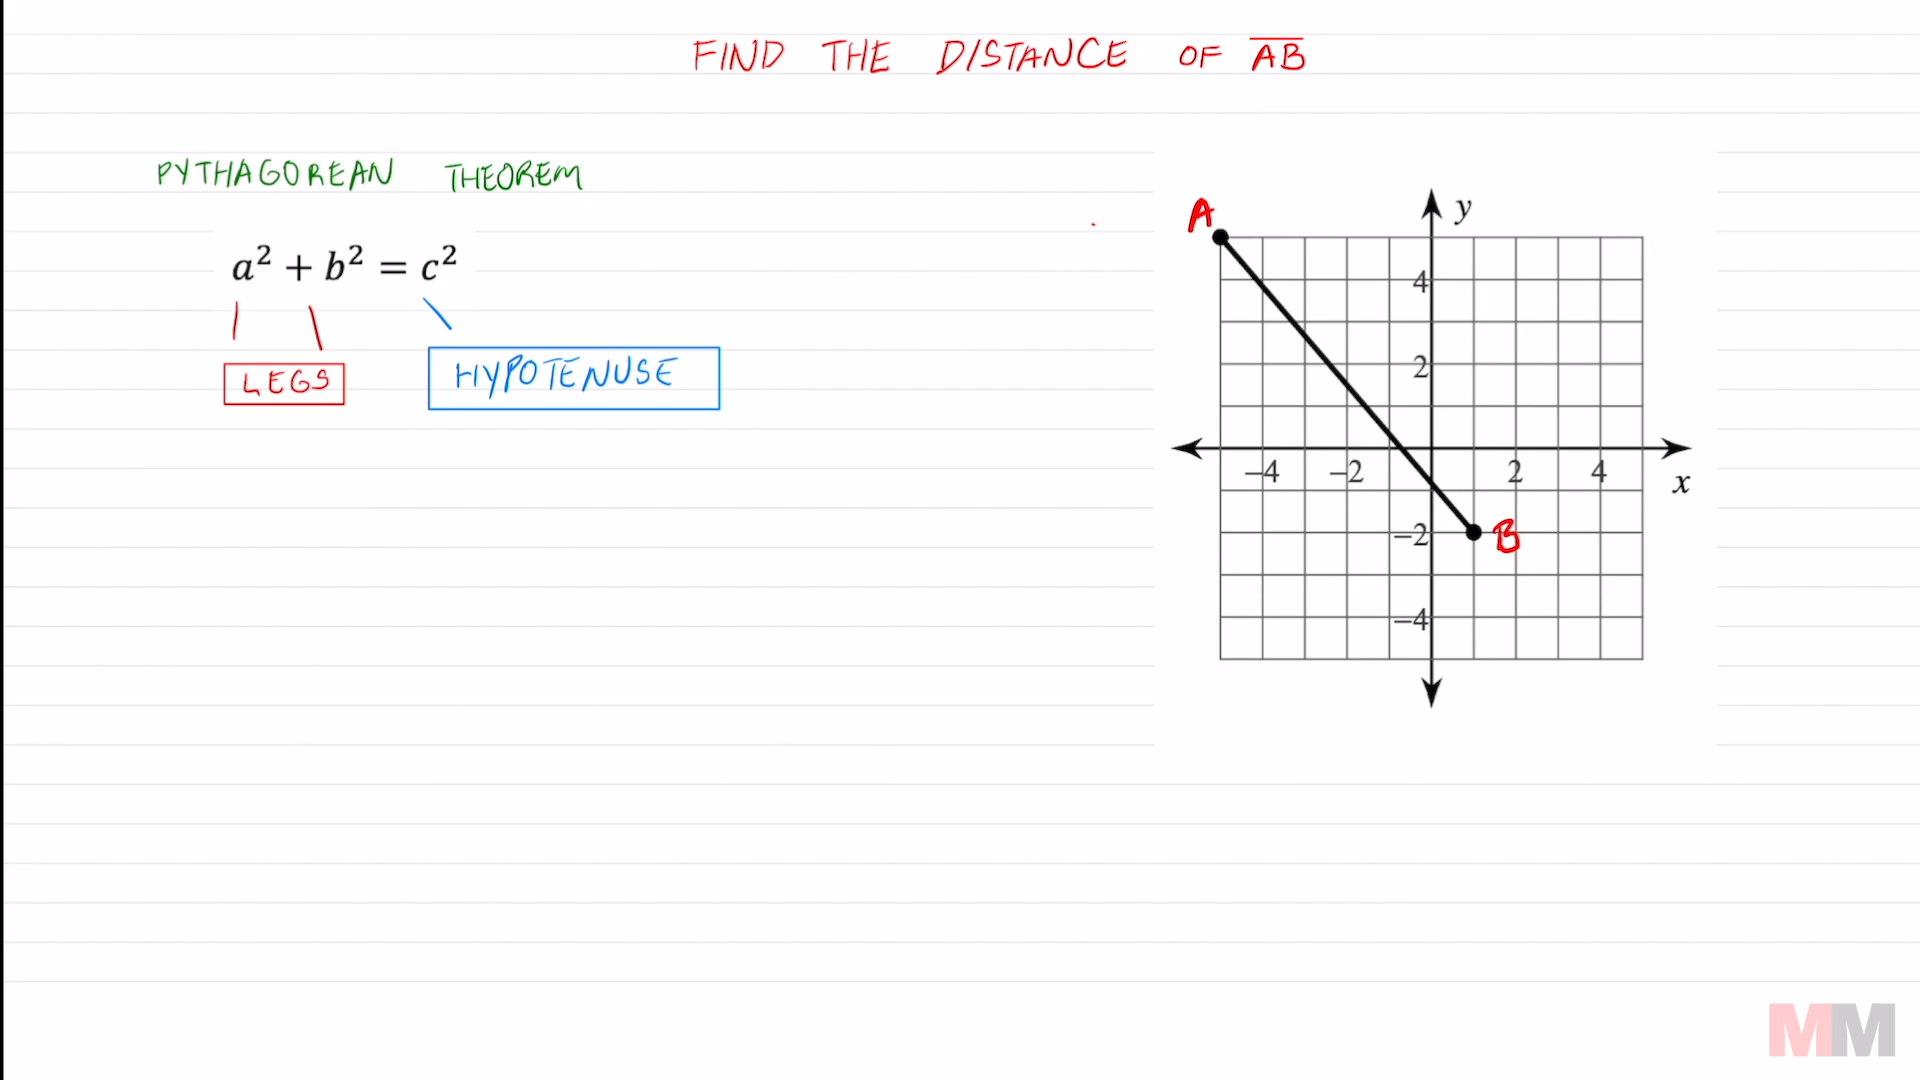 FIND THE DISTANCE OF A̅B̅
PYTHAGOREAN THEOREM
a² + b² = c²
LEGS
HYPOTENUSE
A
y
4
2
−4 −2 2 4
x
−2
B
−4
MM